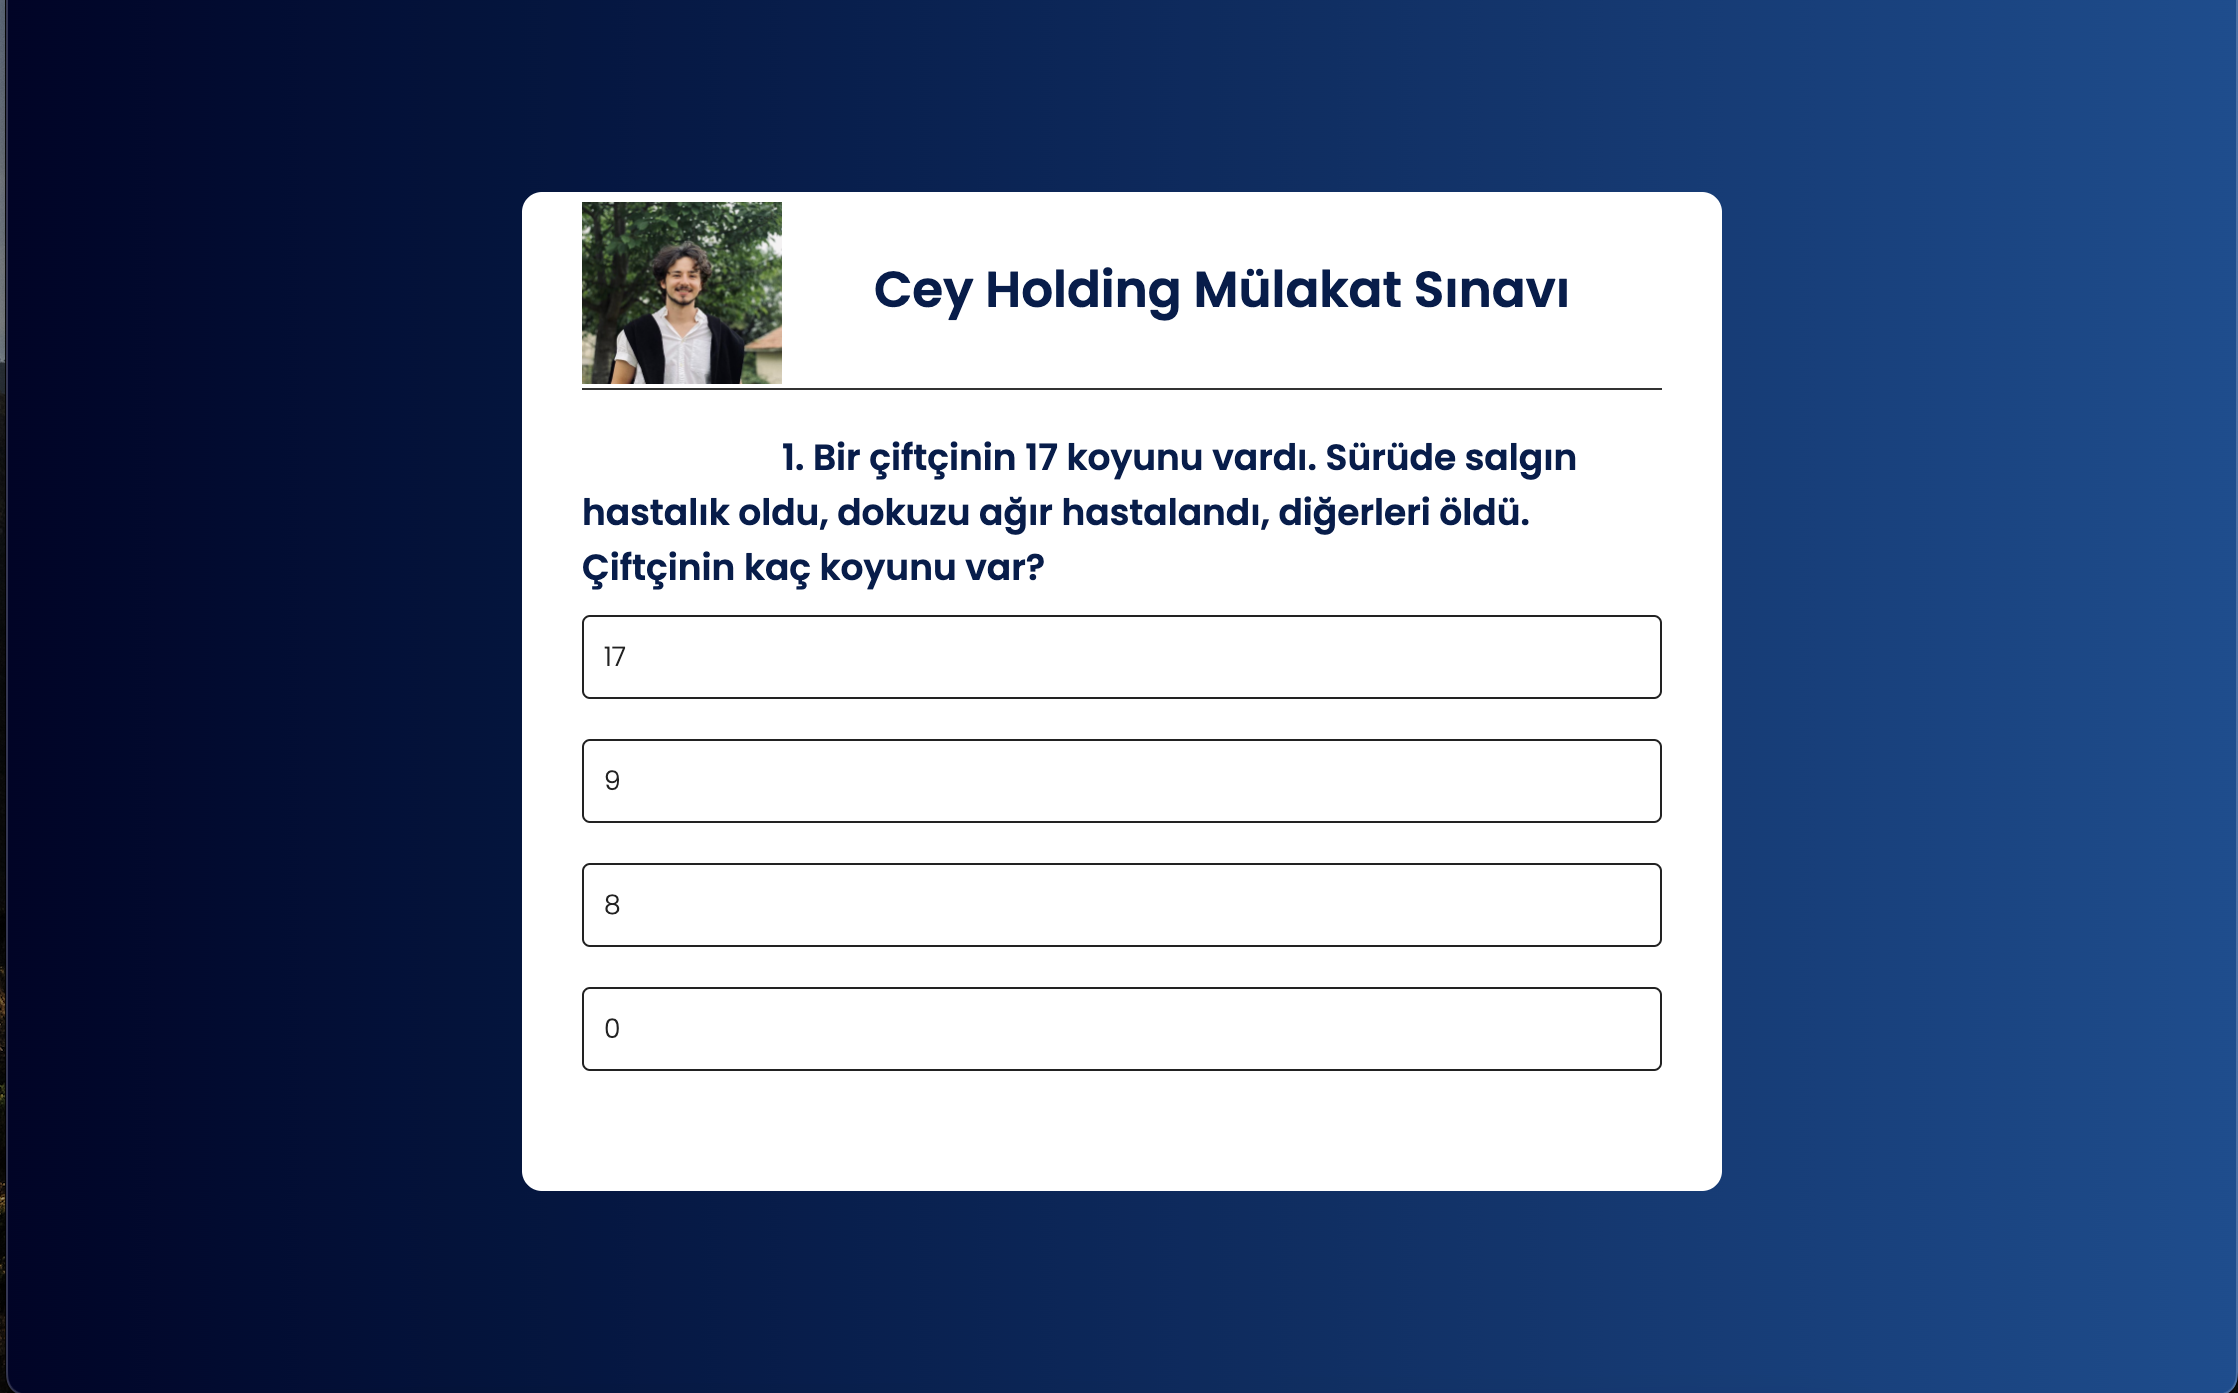 Cey Holding Mülakat Sınavı
1. Bir çiftçinin 17 koyunu vardı. Sürüde salgın
hastalık oldu, dokuzu ağır hastalandı, diğerleri öldü.
Çiftçinin kaç koyunu var?
17
9
8
0